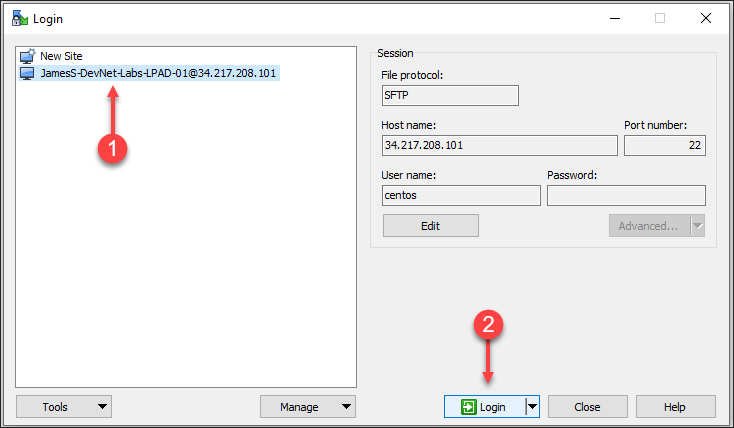 Login
New Site
JamesS-DevNet-Labs-LPAD-01@34.217.208.101
1
Session
File protocol:
SFTP
Host name: Port number:
34.217.208.101 22
User name: Password:
centos
Edit Advanced...
2
Tools Manage Login Close Help